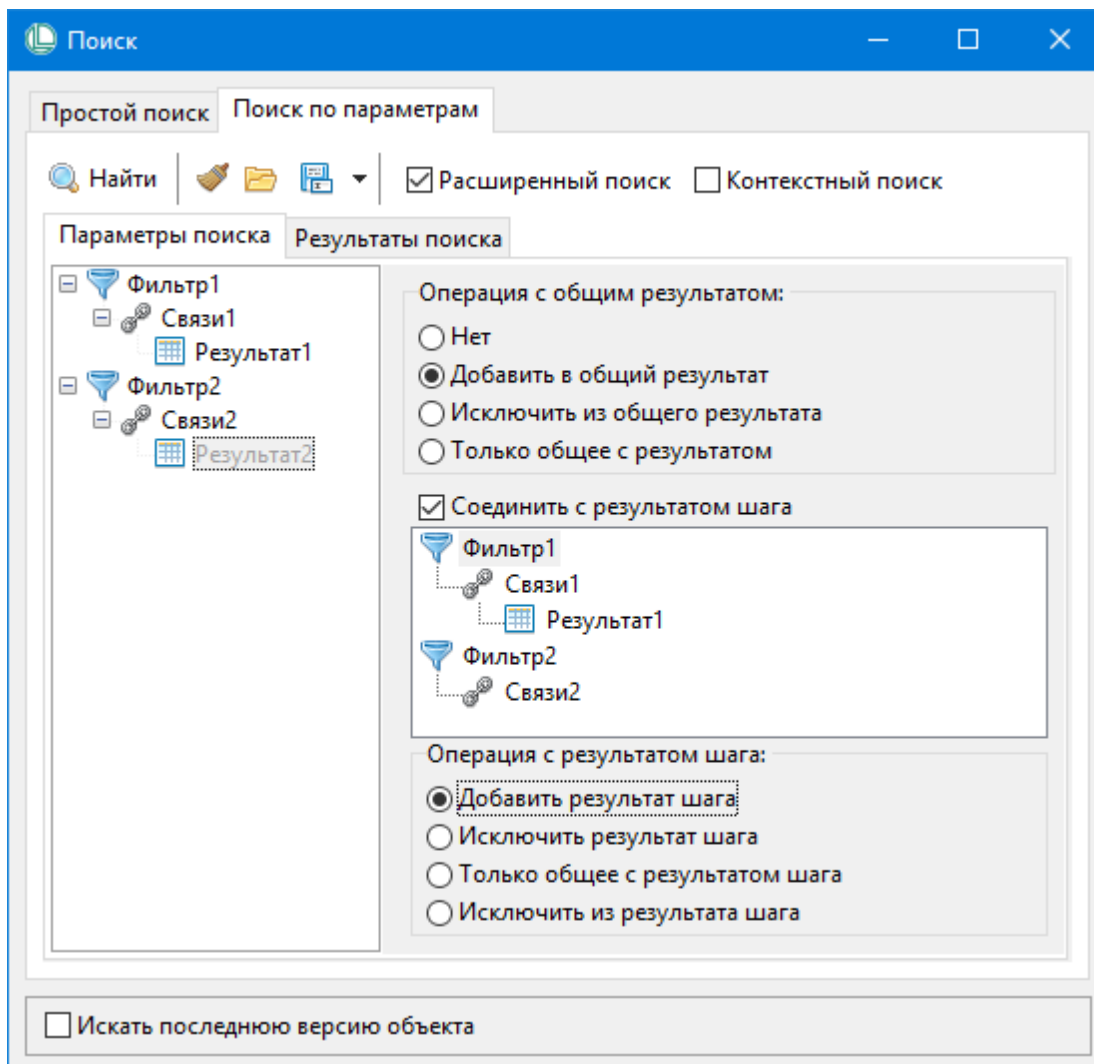 Поиск
Простой поиск Поиск по параметрам
Найти Расширенный поиск Контекстный поиск
Параметры поиска Результаты поиска
Фильтр1
Связи1
Результат1
Фильтр2
Связи2
Результат2
Операция с общим результатом:
Нет
Добавить в общий результат
Исключить из общего результата
Только общее с результатом
Соединить с результатом шага
Фильтр1
Связи1
Результат1
Фильтр2
Связи2
Операция с результатом шага:
Добавить результат шага
Исключить результат шага
Только общее с результатом шага
Исключить из результата шага
Искать последнюю версию объекта